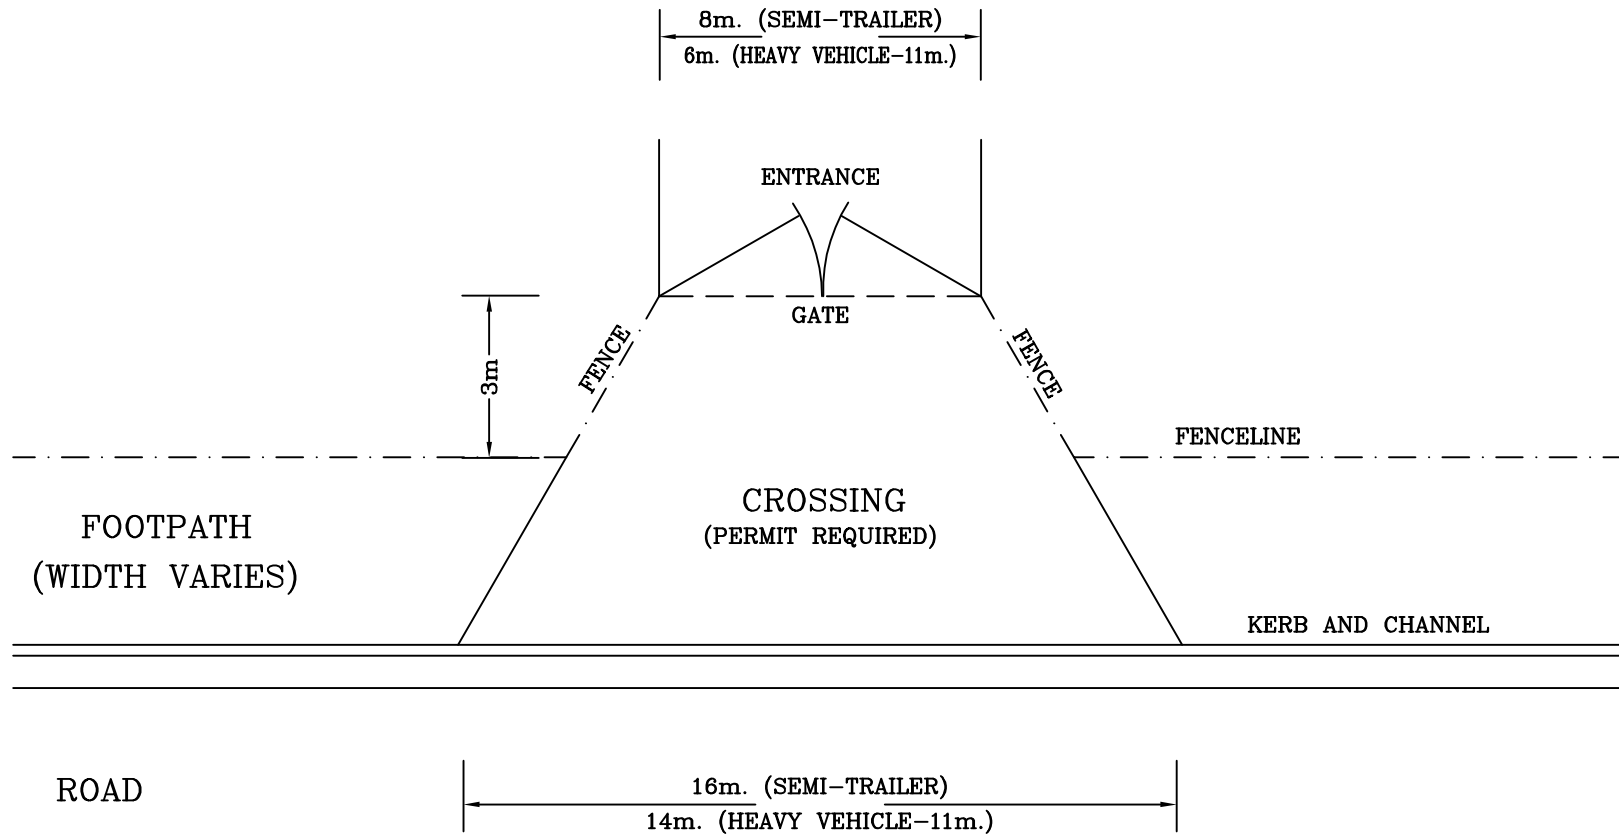 8m. (SEMI-TRAILER)
6m. (HEAVY VEHICLE-11m.)
ENTRANCE
GATE
FENCE
FENCE
3m
FENCELINE
CROSSING
(PERMIT REQUIRED)
FOOTPATH
(WIDTH VARIES)
KERB AND CHANNEL
ROAD
16m. (SEMI-TRAILER)
14m. (HEAVY VEHICLE-11m.)